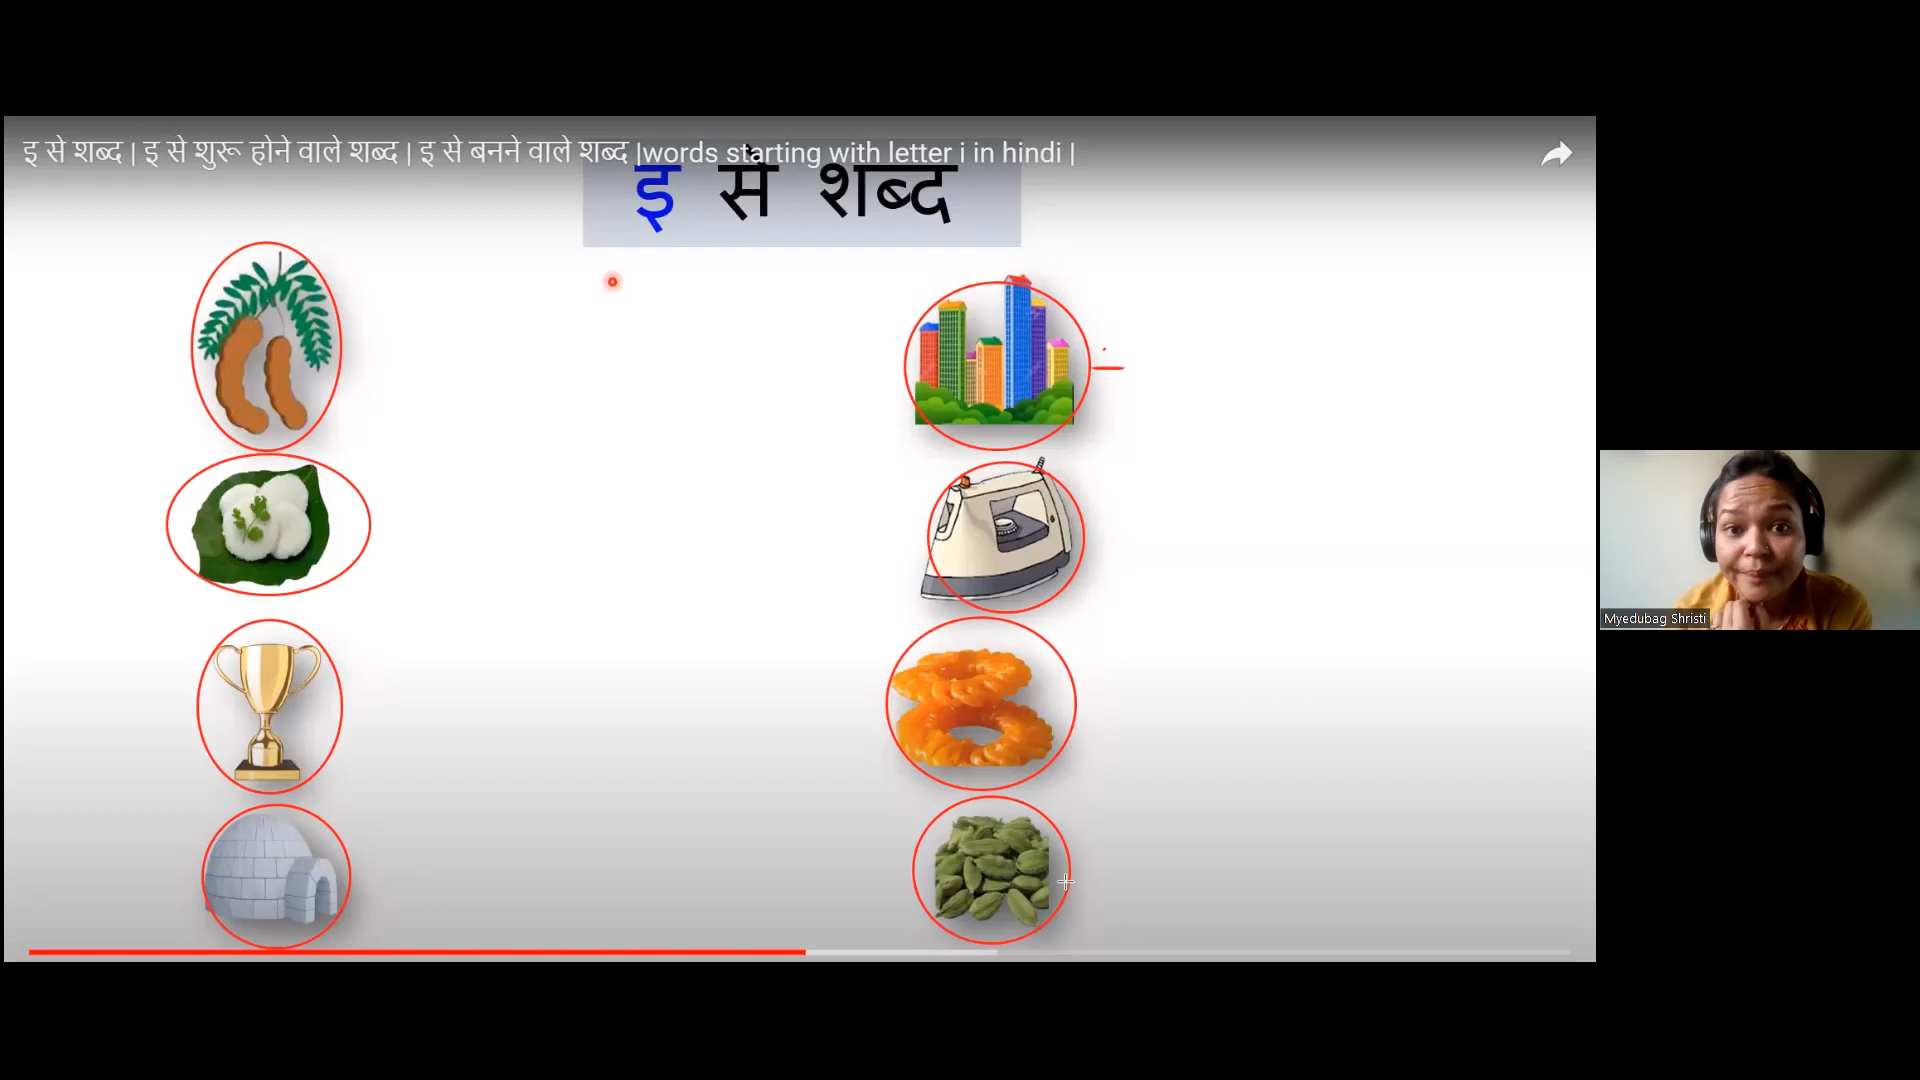 इ से शब्द | इ से शुरू होने वाले शब्द | इ से बनने वाले शब्द |words starting with letter i in hindi |
इ से शब्द
Myedubag Shristi